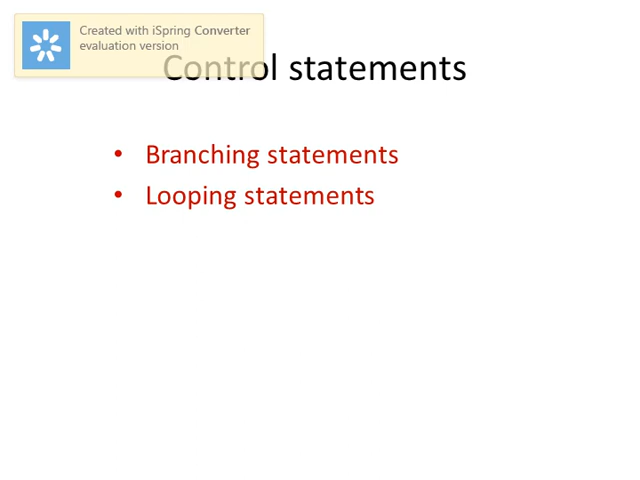 Created with iSpring Converter
evaluation version
Control statements
• Branching statements
• Looping statements